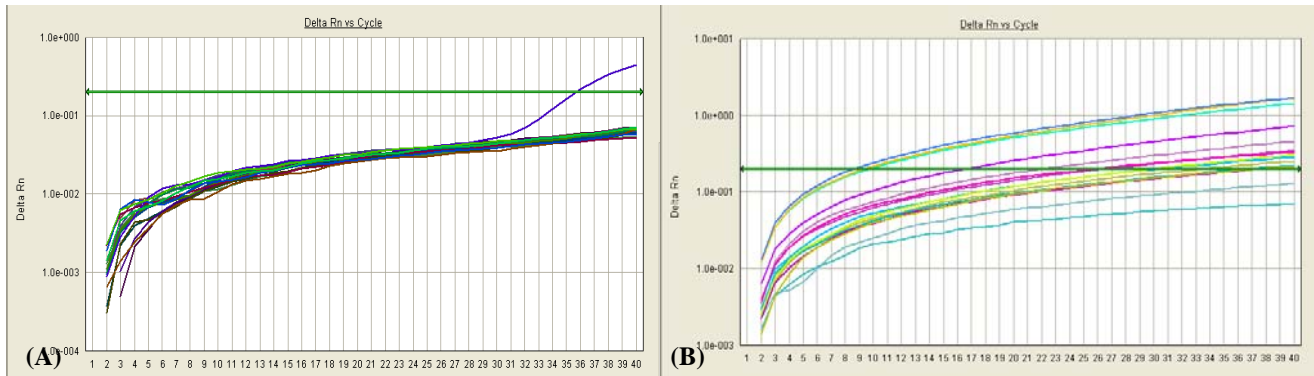 Delta Rn vs Cycle
1.0e+000
1.0e-001
1.0e-002
1.0e-003
1.0e-004
Delta Rn
(A)
1 2 3 4 5 6 7 8 9 10 11 12 13 14 15 16 17 18 19 20 21 22 23 24 25 26 27 28 29 30 31 32 33 34 35 36 37 38 39 40
Delta Rn vs Cycle
1.0e+001
1.0e+000
1.0e-001
1.0e-002
1.0e-003
Delta Rn
(B)
1 2 3 4 5 6 7 8 9 10 11 12 13 14 15 16 17 18 19 20 21 22 23 24 25 26 27 28 29 30 31 32 33 34 35 36 37 38 39 40